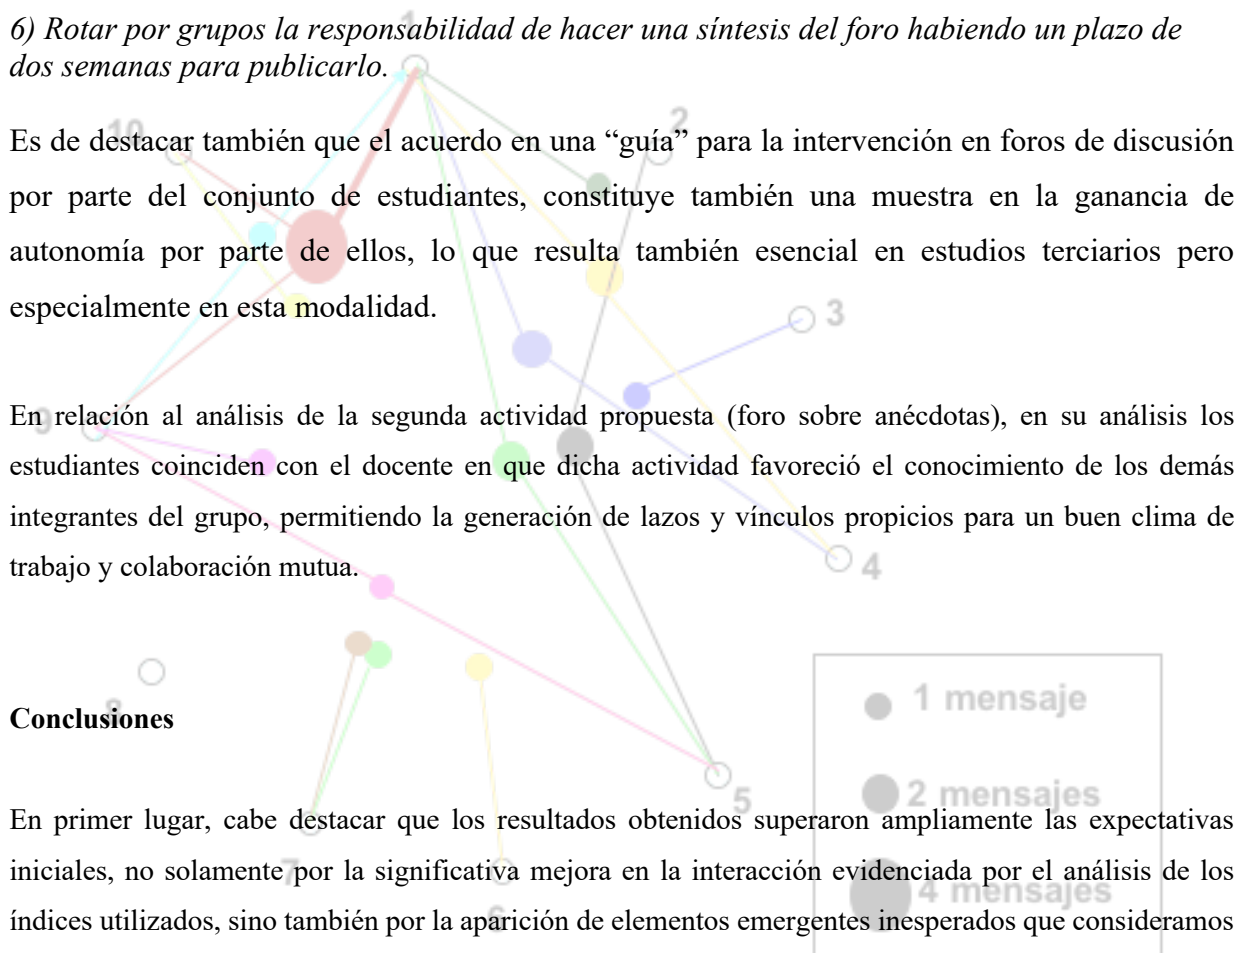 6) Rotar por grupos la responsabilidad de hacer una síntesis del foro habiendo un plazo de
dos semanas para publicarlo.
1
10
2
Es de destacar también que el acuerdo en una “guía” para la intervención en foros de discusión
por parte del conjunto de estudiantes, constituye también una muestra en la ganancia de
autonomía por parte de ellos, lo que resulta también esencial en estudios terciarios pero
especialmente en esta modalidad.
3
9
En relación al análisis de la segunda actividad propuesta (foro sobre anécdotas), en su análisis los
estudiantes coinciden con el docente en que dicha actividad favoreció el conocimiento de los demás
integrantes del grupo, permitiendo la generación de lazos y vínculos propicios para un buen clima de
trabajo y colaboración mutua.
4
8
Conclusiones
1 mensaje
2 mensajes
5
En primer lugar, cabe destacar que los resultados obtenidos superaron ampliamente las expectativas
iniciales, no solamente por la significativa mejora en la interacción evidenciada por el análisis de los
índices utilizados, sino también por la aparición de elementos emergentes inesperados que consideramos
7
4 mensajes
6